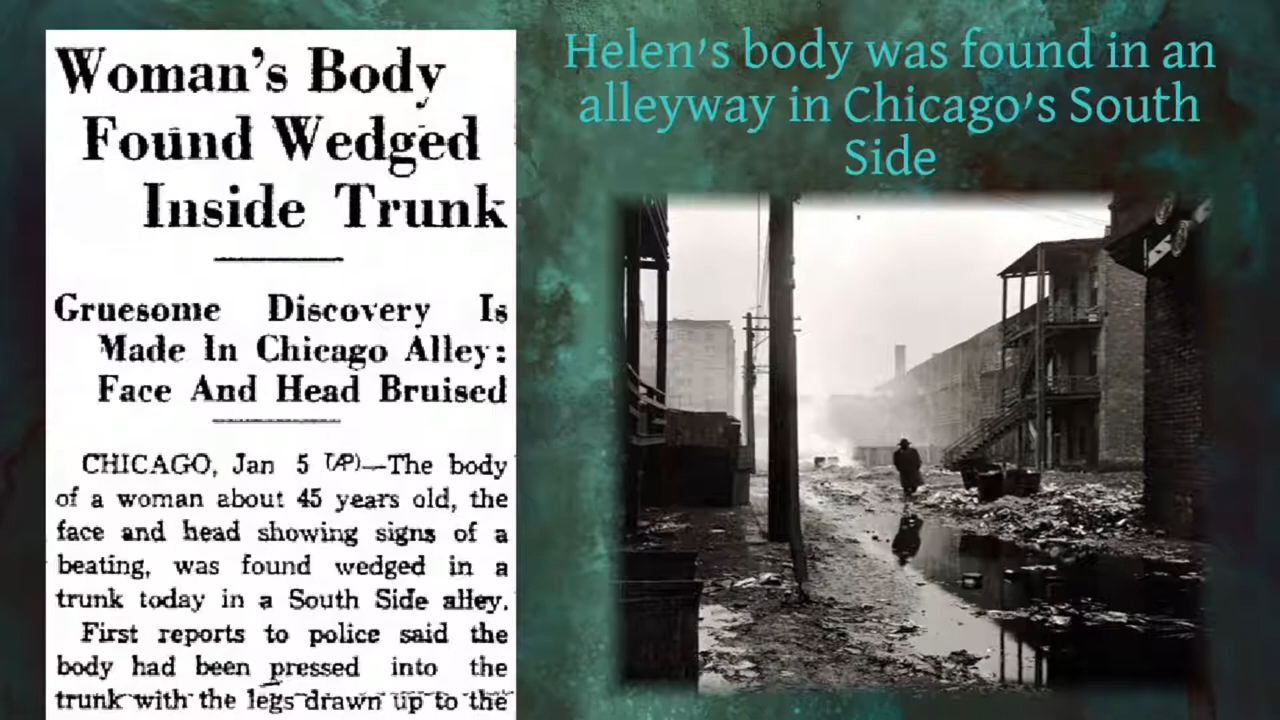 Woman's Body
Found Wedged
Inside Trunk
Gruesome Discovery Is
Made In Chicago Alley:
Face And Head Bruised
CHICAGO, Jan 5 (AP)—The body
of a woman about 45 years old, the
face and head showing signs of a
beating, was found wedged in a
trunk today in a South Side alley.
First reports to police said the
body had been pressed into the
trunk with the legs drawn up to the
Helen's body was found in an
alleyway in Chicago's South
Side